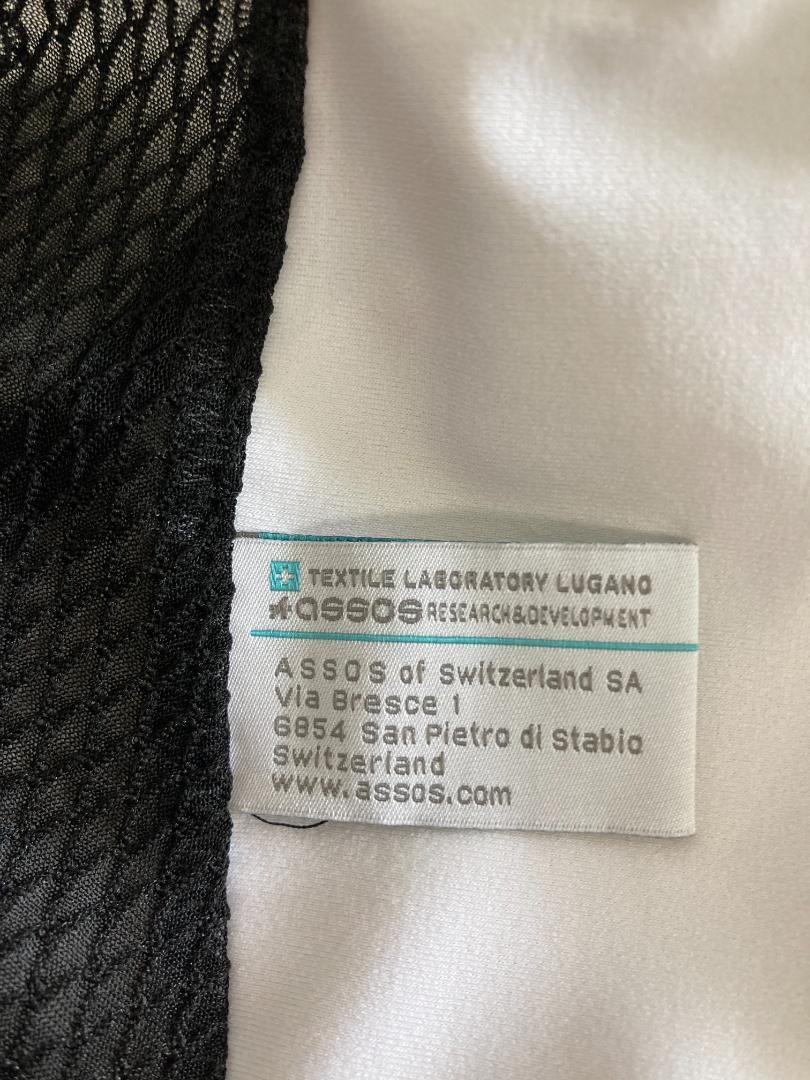 TEXTILE LABORATORY LUGANO
assos RESEARCH&DEVELOPMENT
ASSOS of Switzerland SA
Via Bresce 1
6854 San Pietro di Stabio
Switzerland
www.assos.com